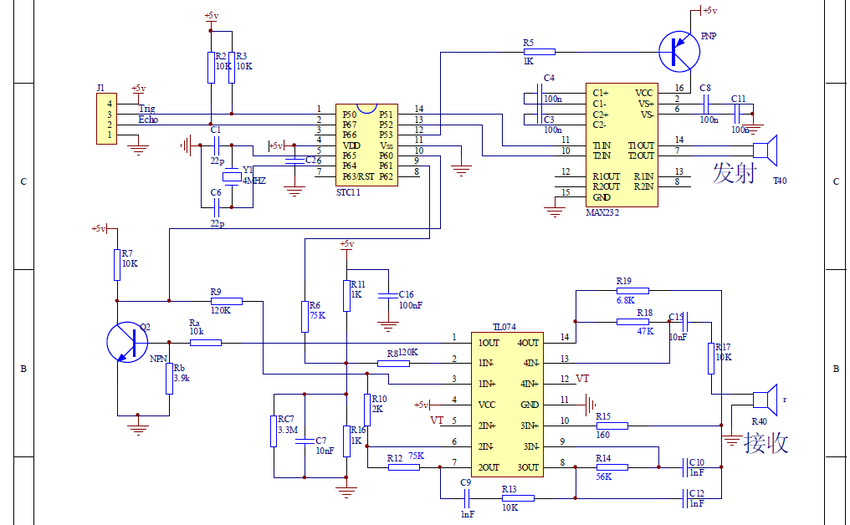 +5v
+5v
PNP
R2
R3
10K
10K
R5
1K
J1
+5v
4
3
2
1
Trig
Echo
1
2
3
4
5
6
7
P50
P67
P66
VDD
P65
P64
P63/RST
P51
P52
P53
Vss
P60
P61
P62
14
13
12
11
10
9
8
STC11
C4
100n
C3
100n
C1+
C1-
C2+
C2-
VCC
VS+
VS-
16
2
6
C8
100n
C11
100n
11
10
T1IN
T2IN
T1OUT
T2OUT
14
7
12
9
15
R1OUT
R2OUT
GND
R1IN
R2IN
13
8
MAX232
发射
T40
C1
22p
+5v
C2
Y1
4MHZ
C6
22p
C
C
+5v
R7
10K
+5v
R11
1K
C16
100nF
R9
120K
R6
75K
Q2
NPN
Ra
10k
Rb
3.9k
R8
120K
TL074
1
2
3
4
5
6
7
1OUT
1IN-
1IN+
VCC
2IN+
2IN-
2OUT
4OUT
4IN-
4IN+
GND
3IN+
3IN-
3OUT
14
13
12
11
10
9
8
R19
6.8K
R18
47K
C15
10nF
R17
10K
VT
+5v
VT
r
R40
接收
RC7
3.3M
C7
10nF
R16
1K
R10
2K
R12
75K
C9
1nF
R13
10K
R15
160
R14
56K
C10
1nF
C12
1nF
B
B